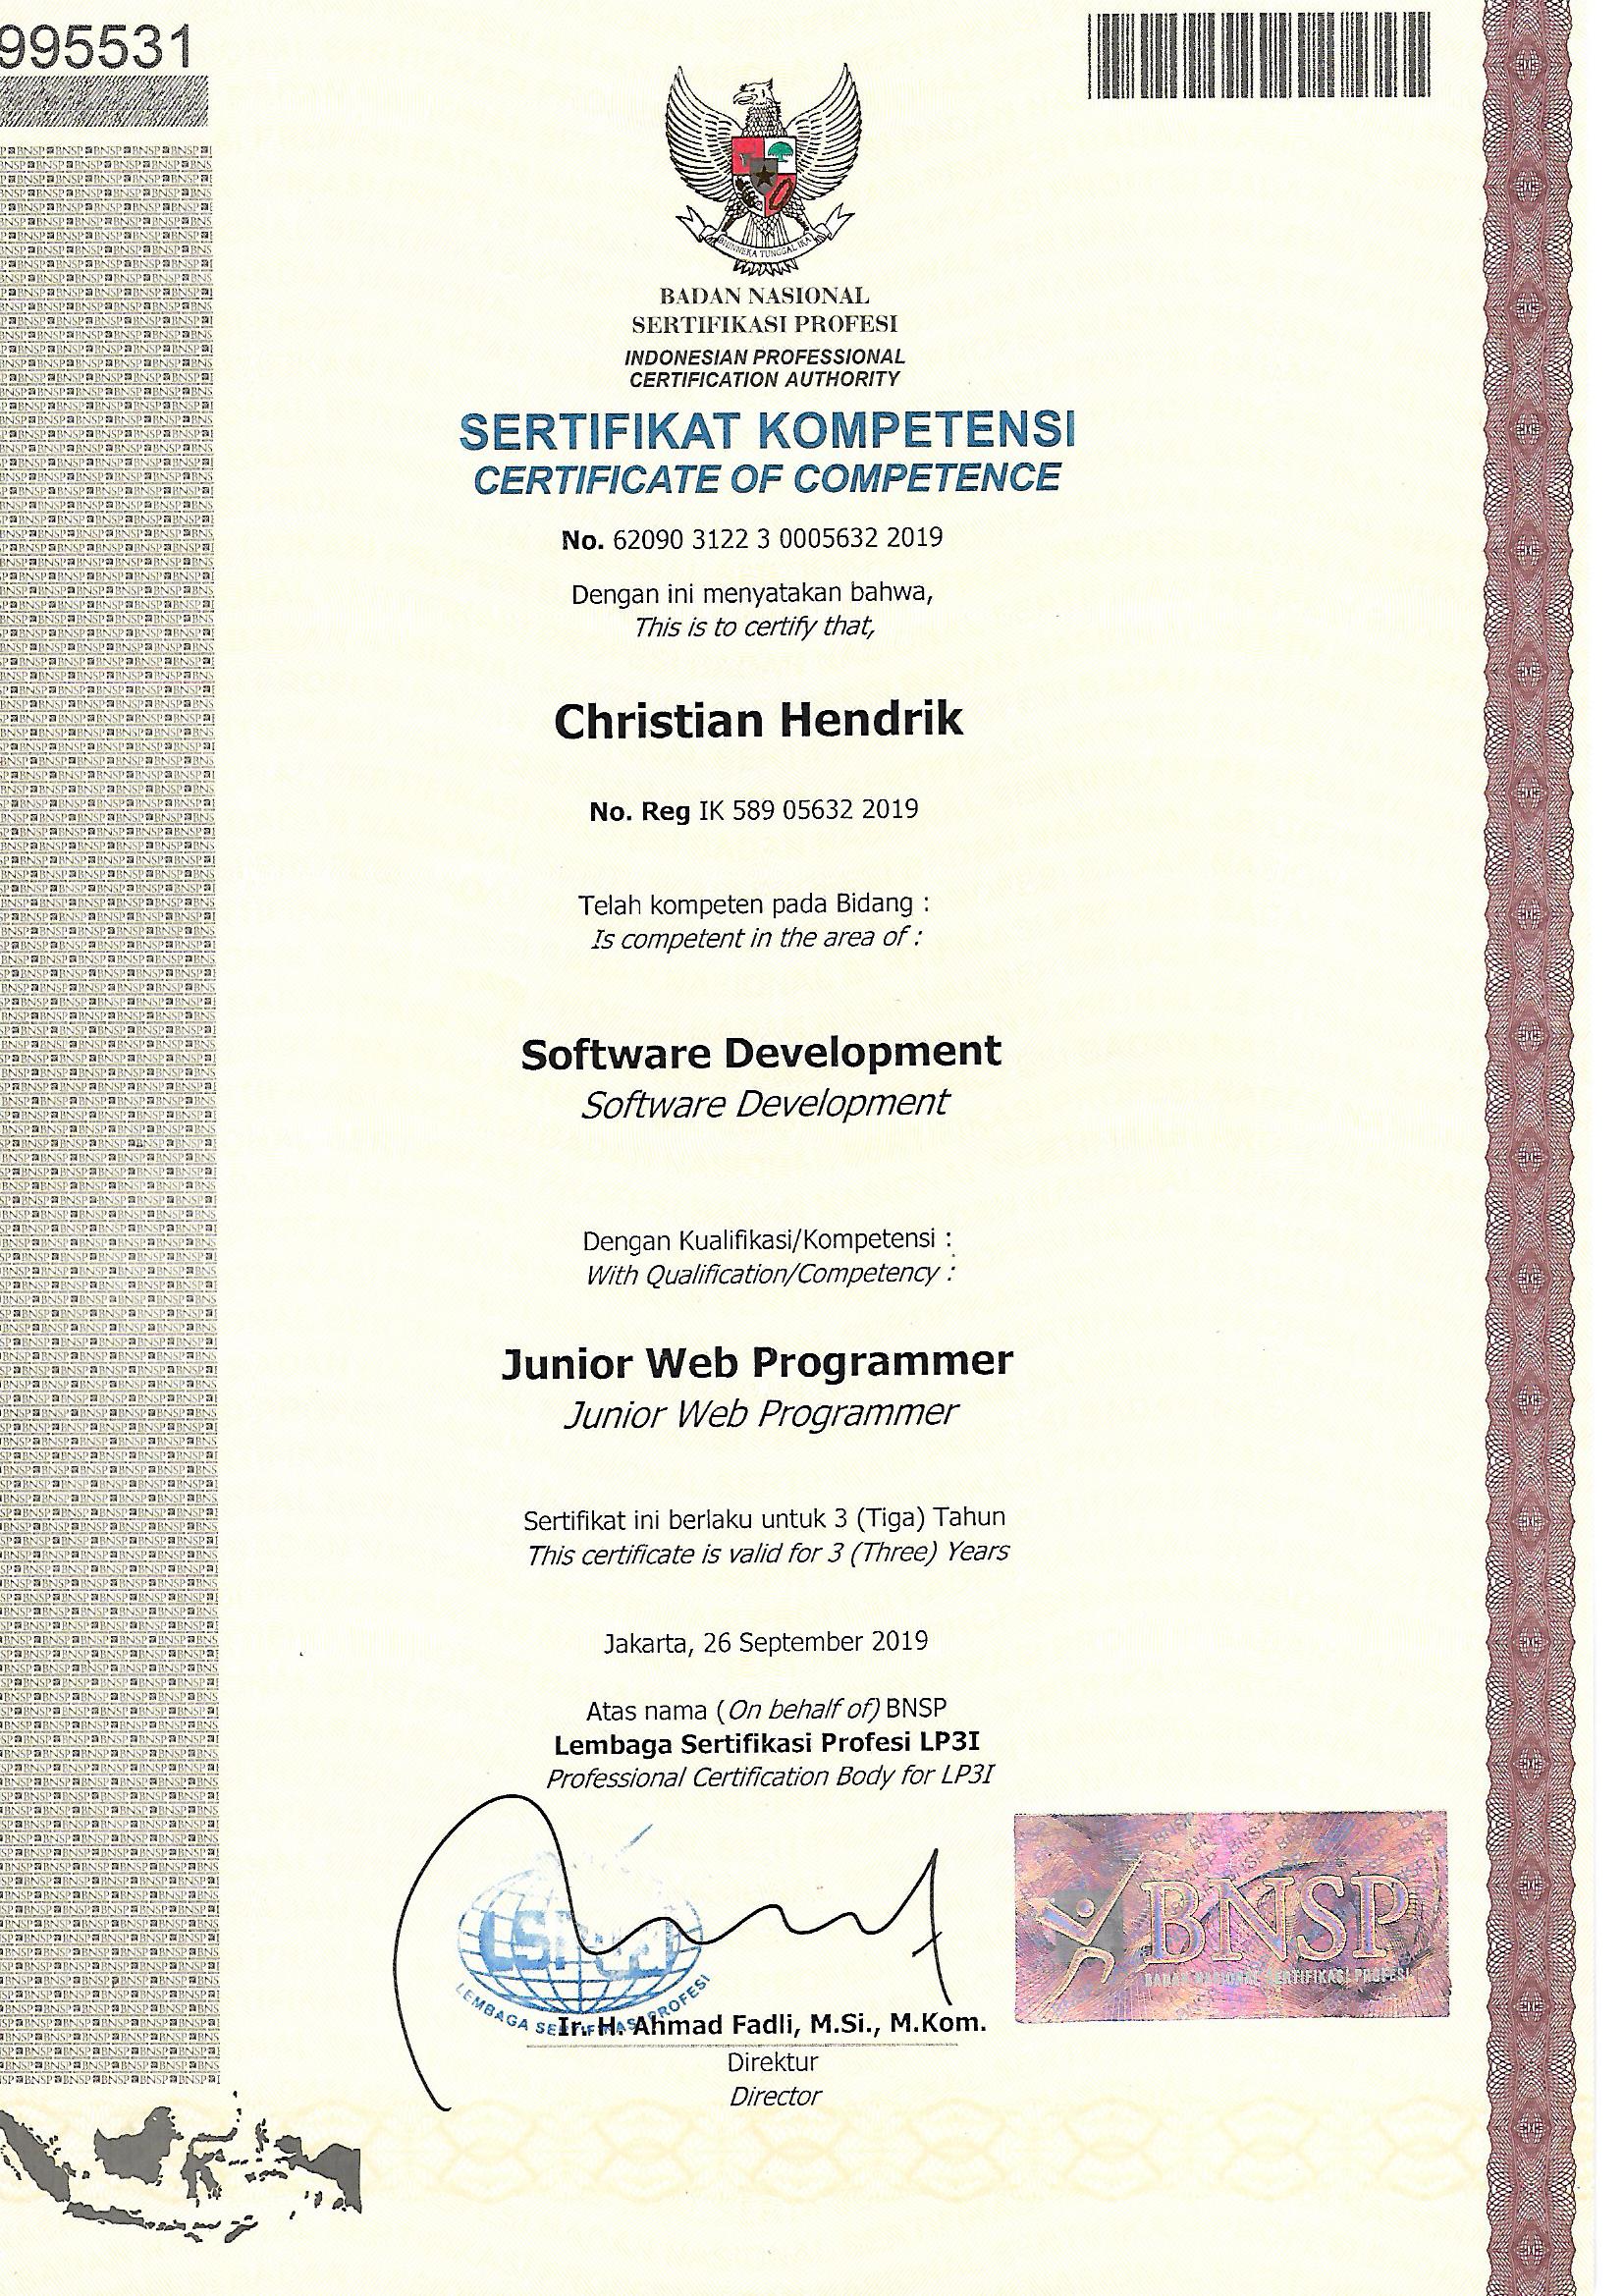 995531
BHINNEKA TUNGGAL IKA
BADAN NASIONAL
SERTIFIKASI PROFESI
INDONESIAN PROFESSIONAL
CERTIFICATION AUTHORITY
SERTIFIKAT KOMPETENSI
CERTIFICATE OF COMPETENCE
No. 62090 3122 3 0005632 2019
Dengan ini menyatakan bahwa,
This is to certify that,
Christian Hendrik
No. Reg IK 589 05632 2019
Telah kompeten pada Bidang :
Is competent in the area of :
Software Development
Software Development
Dengan Kualifikasi/Kompetensi :
With Qualification/Competency :
Junior Web Programmer
Junior Web Programmer
Sertifikat ini berlaku untuk 3 (Tiga) Tahun
This certificate is valid for 3 (Three) Years
Jakarta, 26 September 2019
Atas nama (On behalf of) BNSP
Lembaga Sertifikasi Profesi LP3I
Professional Certification Body for LP3I
LEMBAGA SERTIFIKASI PROFESI
BNSP
BADAN NASIONAL SERTIFIKASI PROFESI
Ir. H. Ahmad Fadli, M.Si., M.Kom.
Direktur
Director